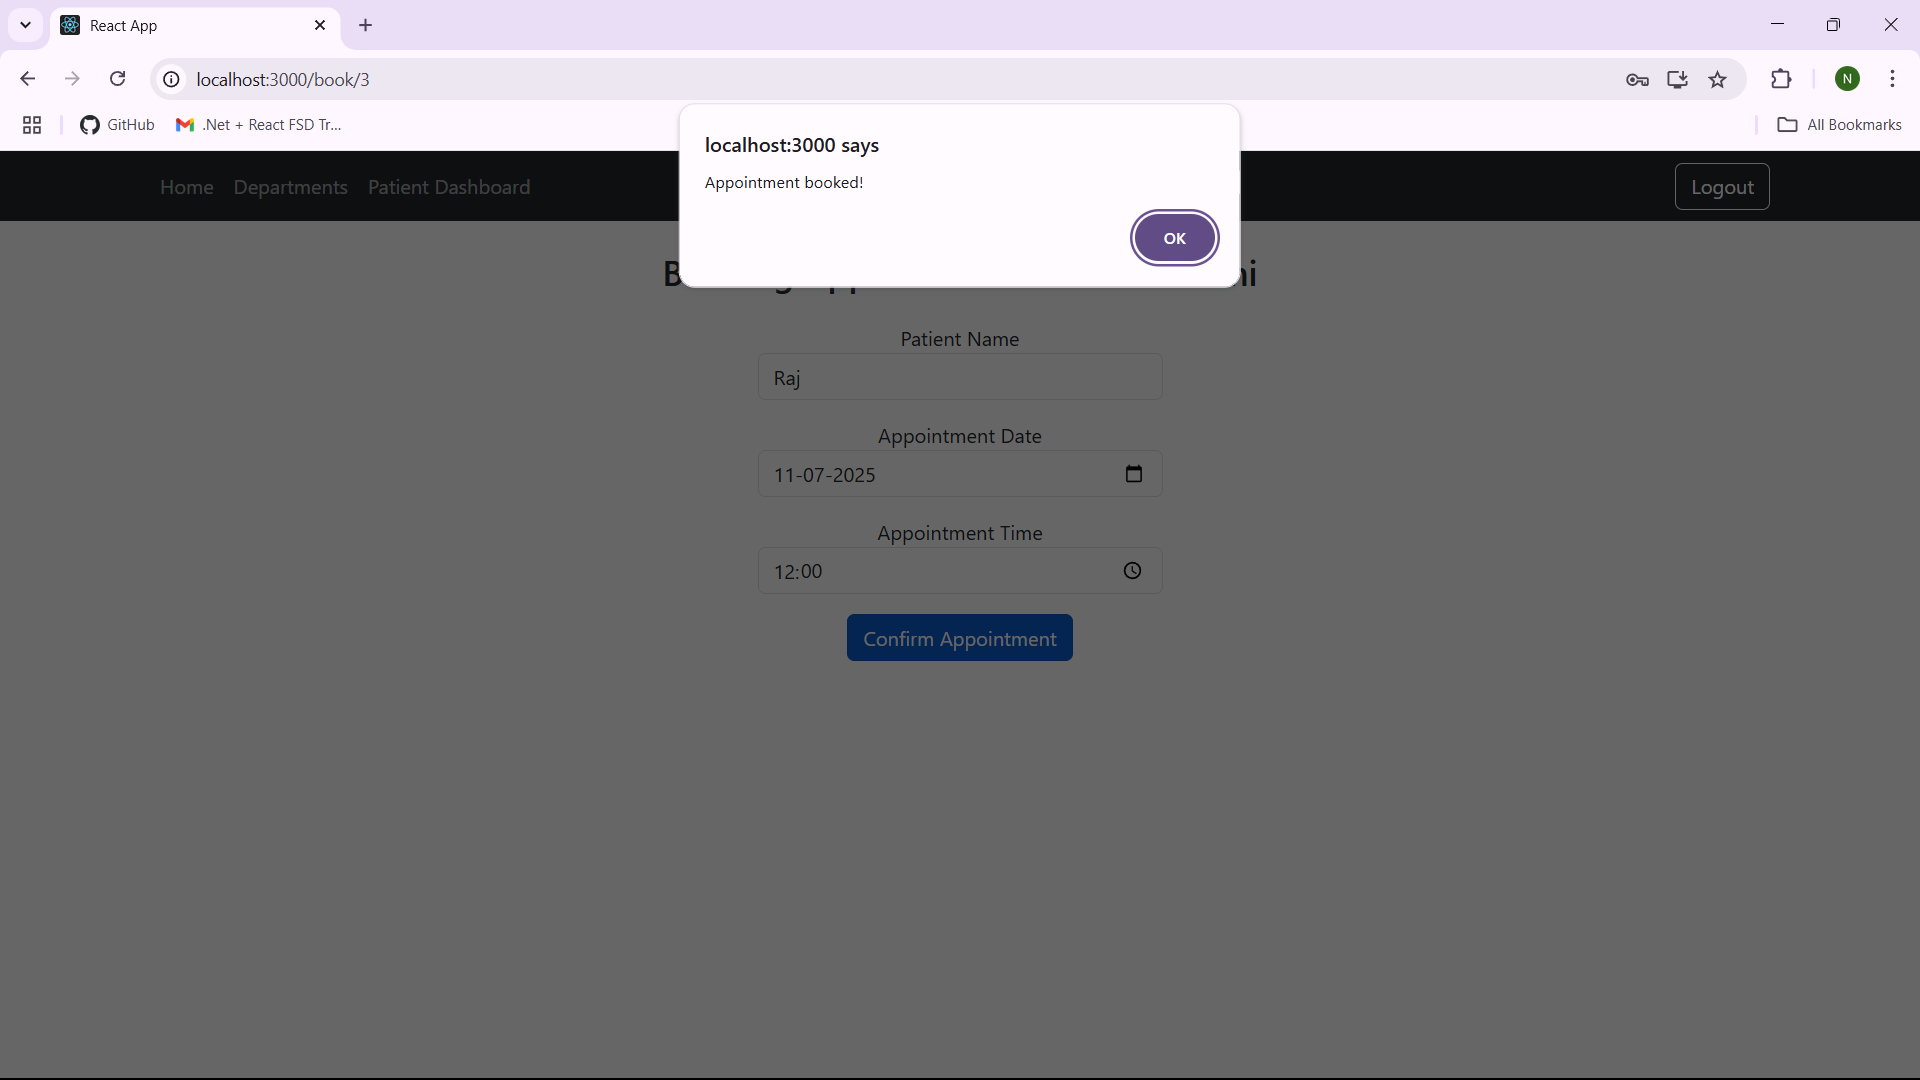 React App
localhost:3000/book/3
N
GitHub
.Net + React FSD Tr...
All Bookmarks
localhost:3000 says
Appointment booked!
OK
Home
Departments
Patient Dashboard
Logout
Patient Name
Raj
Appointment Date
11-07-2025
Appointment Time
12:00
Confirm Appointment